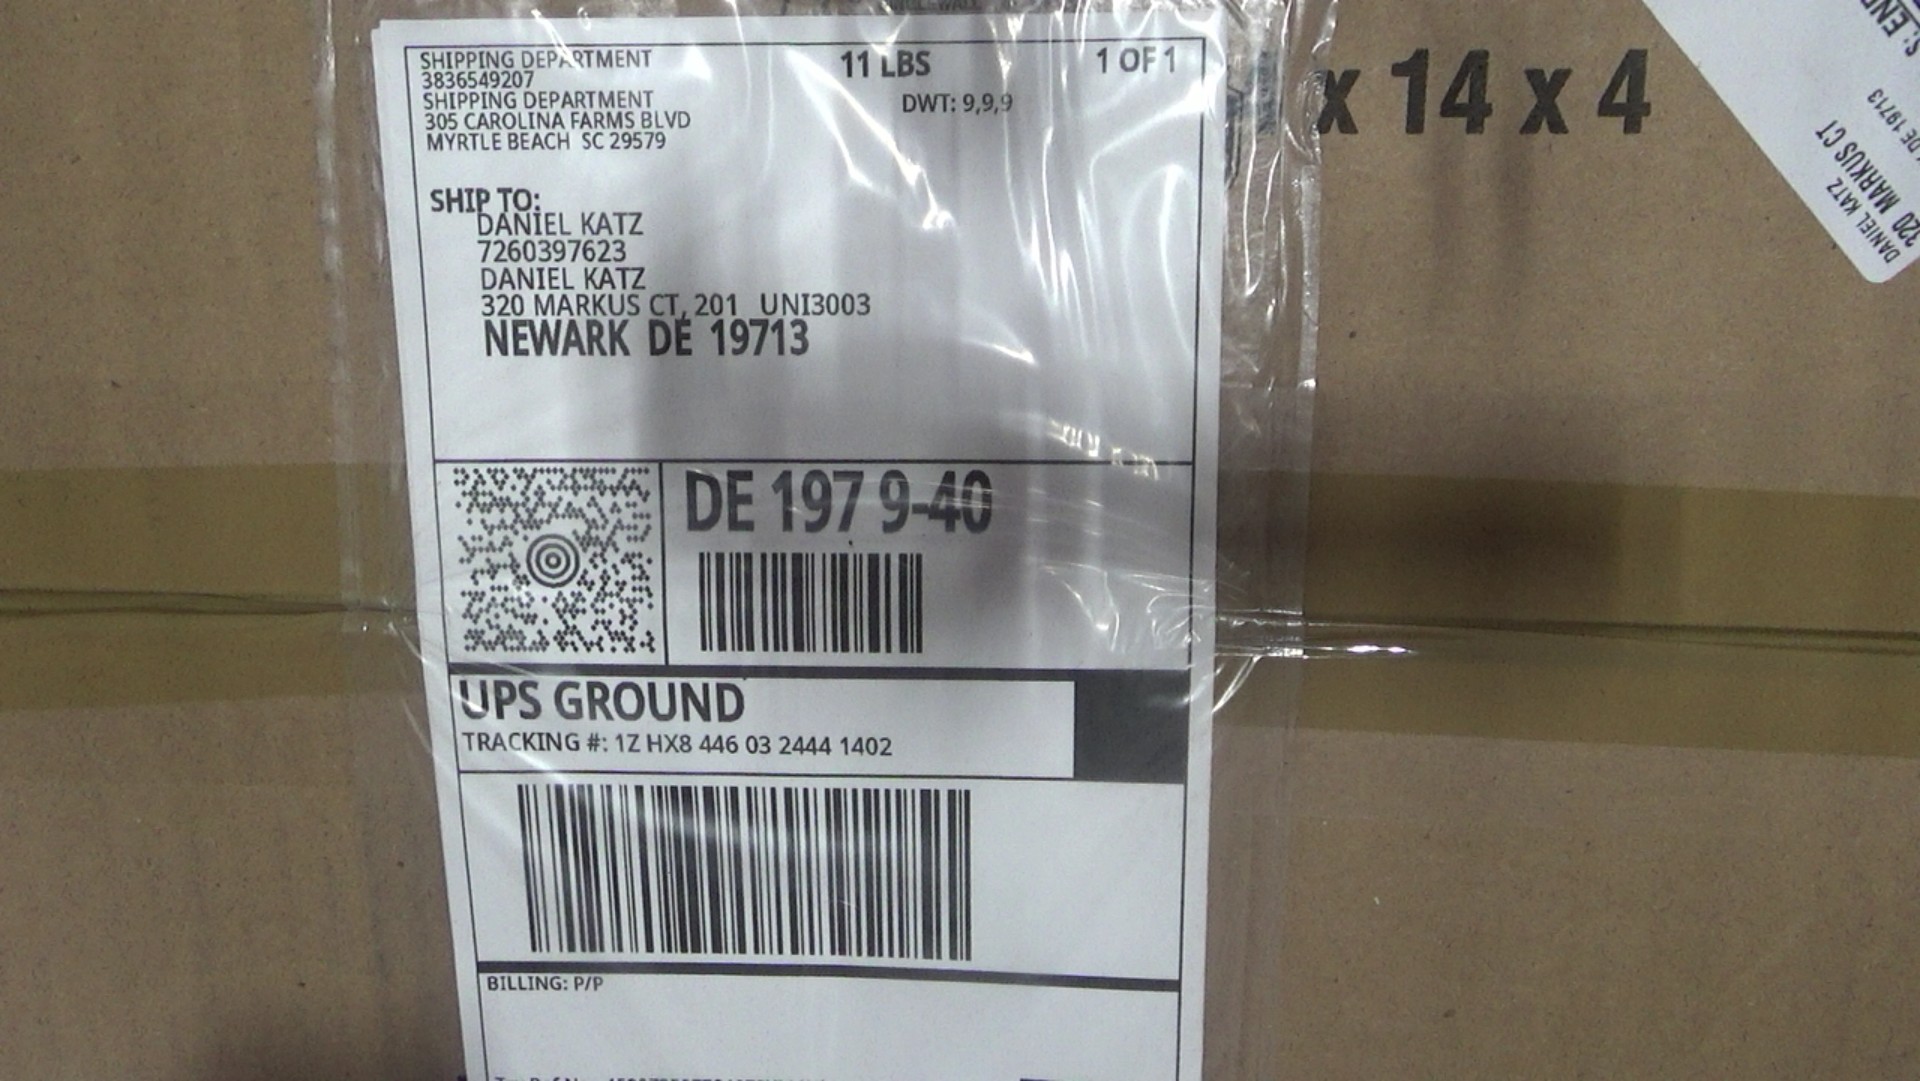 SHIPPING DEPARTMENT
3836549207
SHIPPING DEPARTMENT
305 CAROLINA FARMS BLVD
MYRTLE BEACH SC 29579
11 LBS
1 OF 1
DWT: 9,9,9
SHIP TO:
DANIEL KATZ
7260397623
DANIEL KATZ
320 MARKUS CT, 201 UNI3003
NEWARK DE 19713
DE 197 9-40
UPS GROUND
TRACKING #: 1Z HX8 446 03 2444 1402
BILLING: P/P
x 14 x 4
DANIEL KATZ
320 MARKUS CT
DE 19713